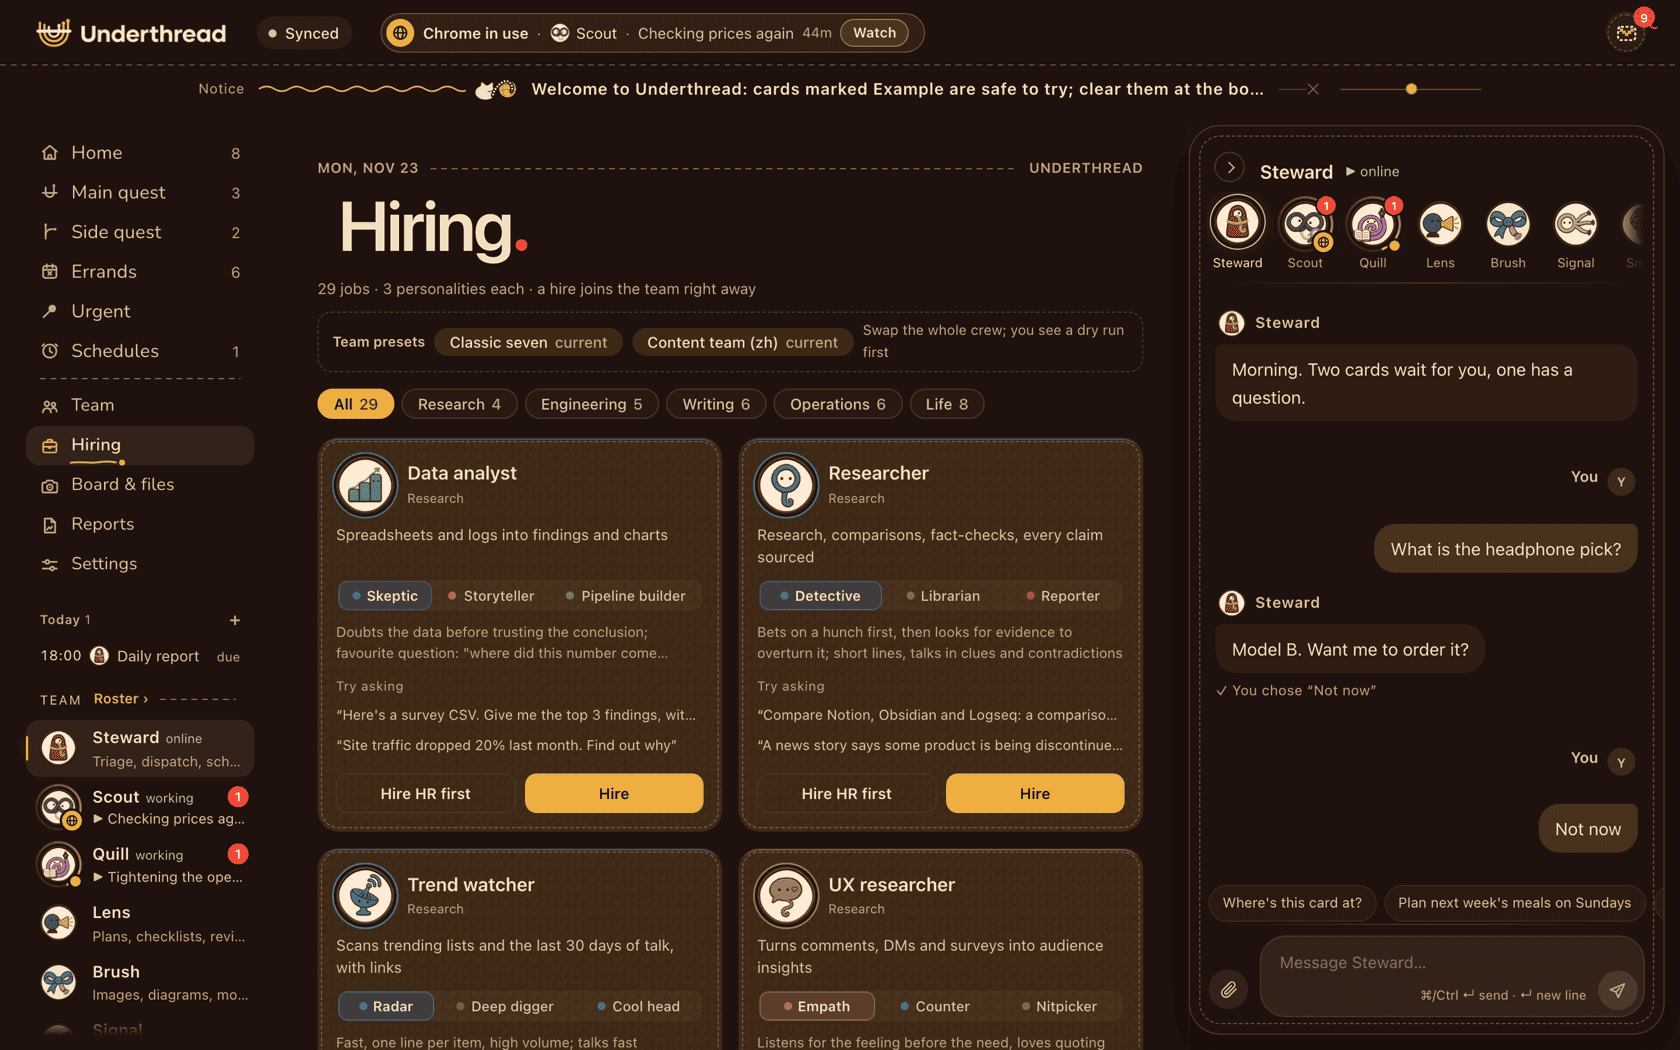 Underthread
Synced
Chrome in use · Scout · Checking prices again 44m Watch
9
Notice
Welcome to Underthread: cards marked Example are safe to try; clear them at the bo…
Home 8
Main quest 3
Side quest 2
Errands 6
Urgent
Schedules 1
Team
Hiring
Board & files
Reports
Settings
Today 1 +
18:00 Daily report due
TEAM Roster ›
Steward online
Triage, dispatch, sch…
Scout working 1
Checking prices ag…
Quill working 1
Tightening the ope…
Lens
Plans, checklists, revi…
Brush
Images, diagrams, mo…
Signal
MON, NOV 23 UNDERTHREAD
Hiring.
29 jobs · 3 personalities each · a hire joins the team right away
Team presets
Classic seven current
Content team (zh) current
Swap the whole crew; you see a dry run
first
All 29
Research 4
Engineering 5
Writing 6
Operations 6
Life 8
Data analyst
Research
Spreadsheets and logs into findings and charts
Skeptic Storyteller Pipeline builder
Doubts the data before trusting the conclusion;
favourite question: "where did this number come…
Try asking
“Here's a survey CSV. Give me the top 3 findings, wit…
“Site traffic dropped 20% last month. Find out why”
Hire HR first Hire
Researcher
Research
Research, comparisons, fact-checks, every claim
sourced
Detective Librarian Reporter
Bets on a hunch first, then looks for evidence to
overturn it; short lines, talks in clues and contradictions
Try asking
“Compare Notion, Obsidian and Logseq: a compariso…
“A news story says some product is being discontinue…
Hire HR first Hire
Trend watcher
Research
Scans trending lists and the last 30 days of talk,
with links
Radar Deep digger Cool head
Fast, one line per item, high volume; talks fast
UX researcher
Research
Turns comments, DMs and surveys into audience
insights
Empath Counter Nitpicker
Listens for the feeling before the need, loves quoting
Steward online
1 1
Steward Scout Quill Lens Brush Signal Sm
Steward
Morning. Two cards wait for you, one has a
question.
You Y
What is the headphone pick?
Steward
Model B. Want me to order it?
✓ You chose “Not now”
You Y
Not now
Where's this card at?
Plan next week's meals on Sundays
Message Steward…
⌘/Ctrl ↵ send · ↵ new line